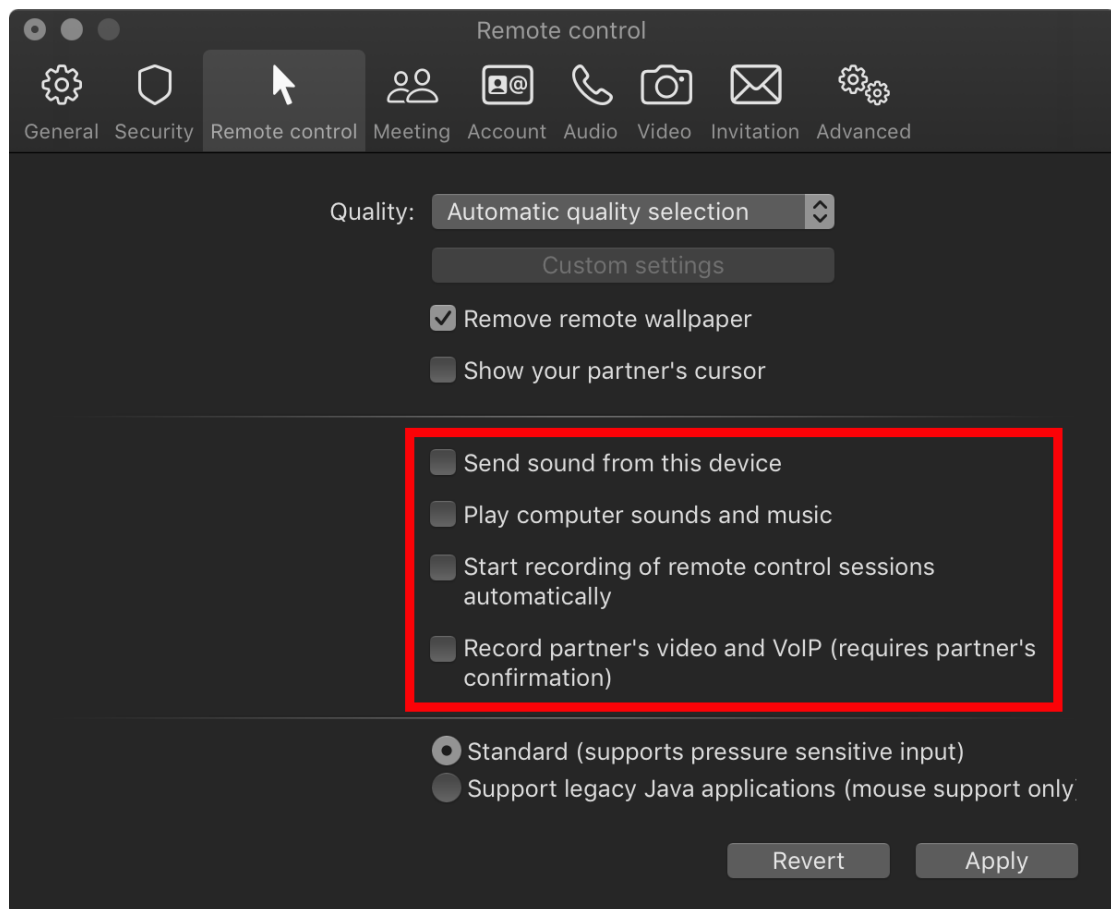 Remote control
General Security Remote control Meeting Account Audio Video Invitation Advanced
Quality: Automatic quality selection
Custom settings
Remove remote wallpaper
Show your partner's cursor
Send sound from this device
Play computer sounds and music
Start recording of remote control sessions
automatically
Record partner's video and VoIP (requires partner's
confirmation)
Standard (supports pressure sensitive input)
Support legacy Java applications (mouse support only)
Revert Apply